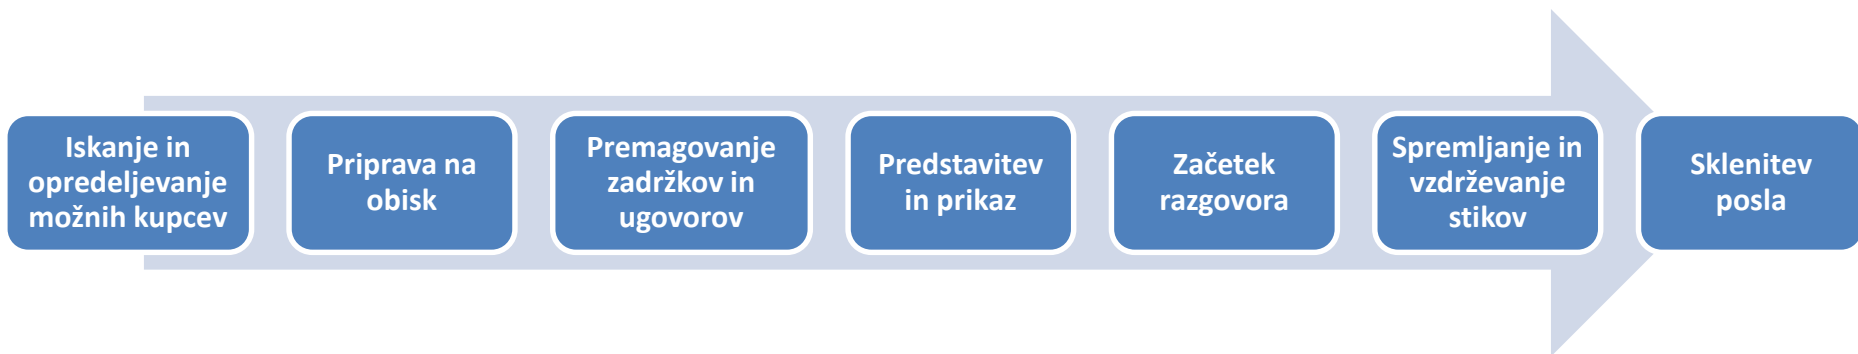 Iskanje in
opredeljevanje
možnih kupcev
Priprava na
obisk
Premagovanje
zadržkov in
ugovorov
Predstavitev
in prikaz
Začetek
razgovora
Spremljanje in
vzdrževanje
stikov
Sklenitev
posla